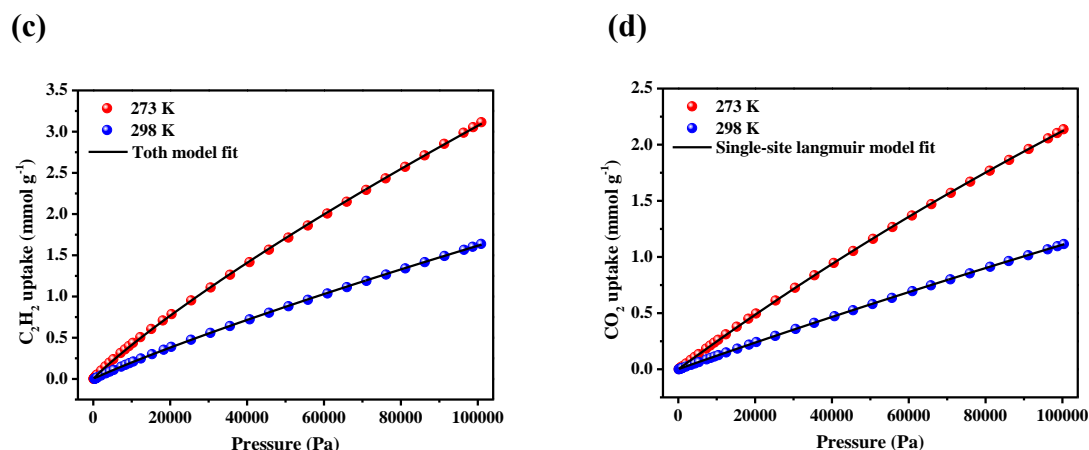 (c)
(d)
C₂H₂ uptake (mmol g⁻¹)
3.5
3.0
2.5
2.0
1.5
1.0
0.5
0.0
273 K
298 K
Toth model fit
0
20000
40000
60000
80000
100000
Pressure (Pa)
CO₂ uptake (mmol g⁻¹)
2.5
2.0
1.5
1.0
0.5
0.0
273 K
298 K
Single-site langmuir model fit
0
20000
40000
60000
80000
100000
Pressure (Pa)